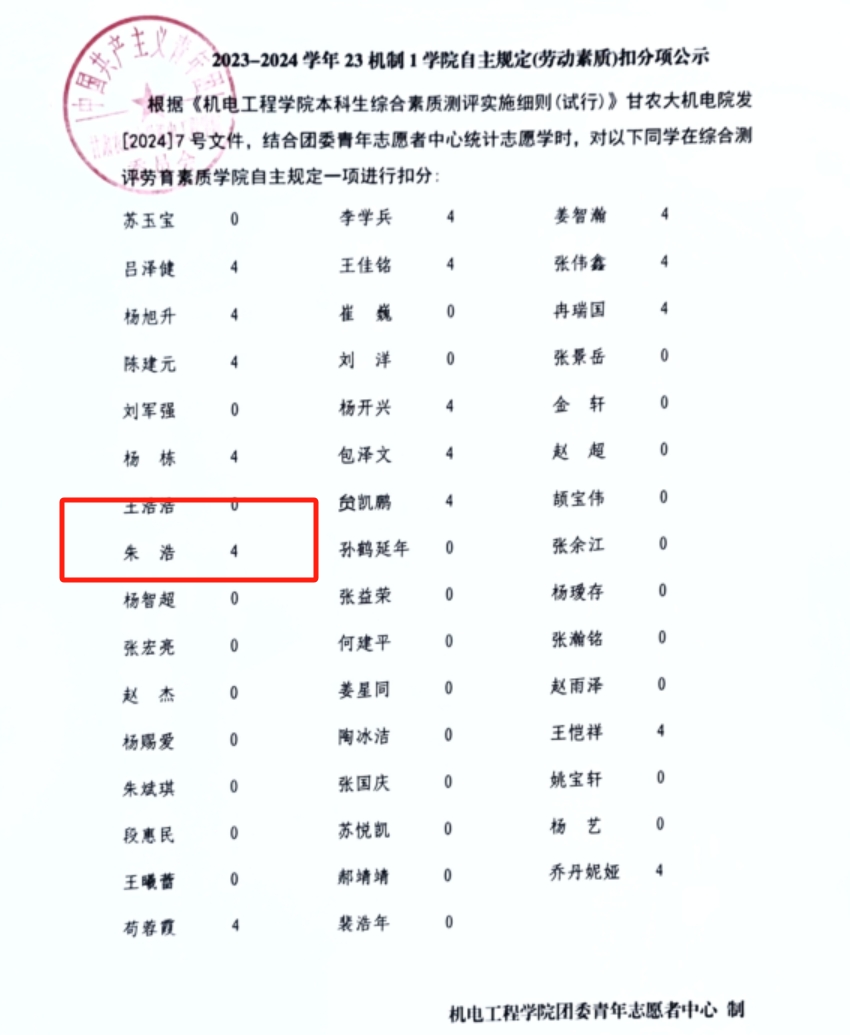 2023-2024 学年 23 机制 1 学院自主规定(劳动素质)扣分项公示
根据《机电工程学院本科生综合素质测评实施细则(试行)》甘农大机电院发
[2024]7 号文件，结合团委青年志愿者中心统计志愿学时，对以下同学在综合测
评劳育素质学院自主规定一项进行扣分：
苏玉宝 0 李学兵 4 姜智瀚 4
吕泽健 4 王佳铭 4 张伟鑫 4
杨旭升 4 崔 巍 0 冉瑞国 4
陈建元 4 刘 洋 0 张景岳 0
刘军强 0 杨开兴 4 金 轩 0
杨 栋 4 包泽文 4 赵 超 0
王浩浩 0 贠凯鹏 4 颉宝伟 0
朱 浩 4 孙鹤延年 0 张余江 0
杨智超 0 张益荣 0 杨瑷存 0
张宏亮 0 何建平 0 张瀚铭 0
赵 杰 0 姜星同 0 赵雨泽 0
杨赐爱 0 陶冰洁 0 王恺祥 4
朱斌琪 0 张国庆 0 姚宝轩 0
段惠民 0 苏悦凯 0 杨 艺 0
王曦蕾 0 郝靖靖 0 乔丹妮娅 4
苟蓉霞 4 裴浩年 0
机电工程学院团委青年志愿者中心 制
中国共产主义青年团